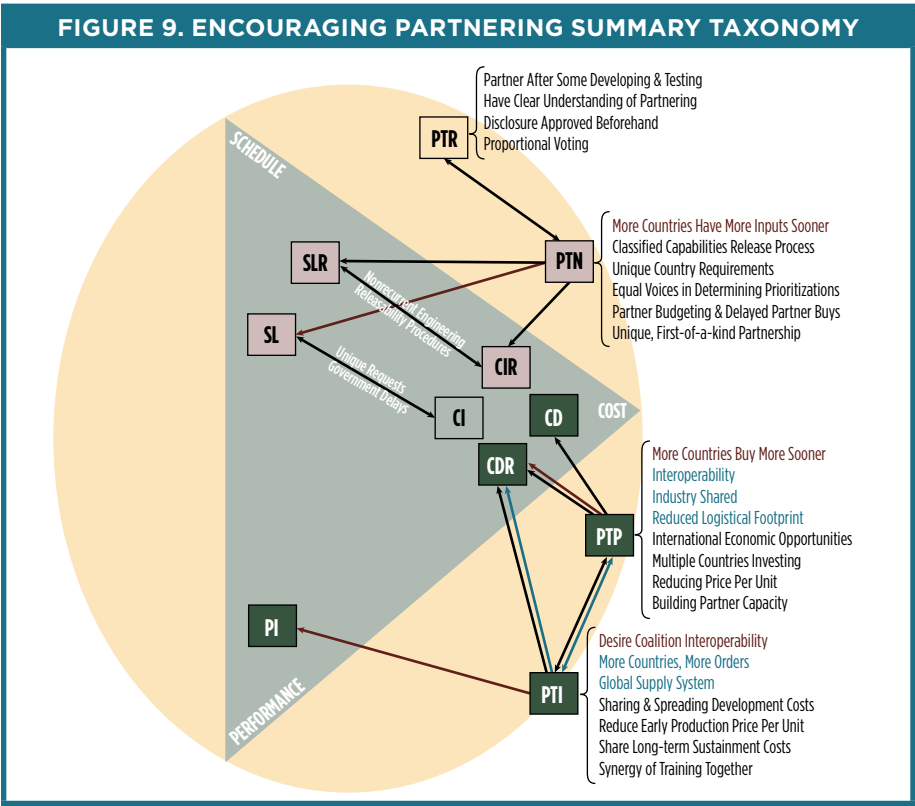 FIGURE 9. ENCOURAGING PARTNERING SUMMARY TAXONOMY
Partner After Some Developing & Testing
Have Clear Understanding of Partnering
Disclosure Approved Beforehand
Proportional Voting
PTR
SCHEDULE
More Countries Have More Inputs Sooner
Classified Capabilities Release Process
Unique Country Requirements
Equal Voices in Determining Prioritizations
Partner Budgeting & Delayed Partner Buys
Unique, First-of-a-kind Partnership
PTN
SLR
Nonrecurrent Engineering
Releasability Procedures
SL
CIR
Unique Requests
Government Delays
CI
CD
COST
CDR
More Countries Buy More Sooner
Interoperability
Industry Shared
Reduced Logistical Footprint
International Economic Opportunities
Multiple Countries Investing
Reducing Price Per Unit
Building Partner Capacity
PTP
PI
Desire Coalition Interoperability
More Countries, More Orders
Global Supply System
Sharing & Spreading Development Costs
Reduce Early Production Price Per Unit
Share Long-term Sustainment Costs
Synergy of Training Together
PTI
PERFORMANCE